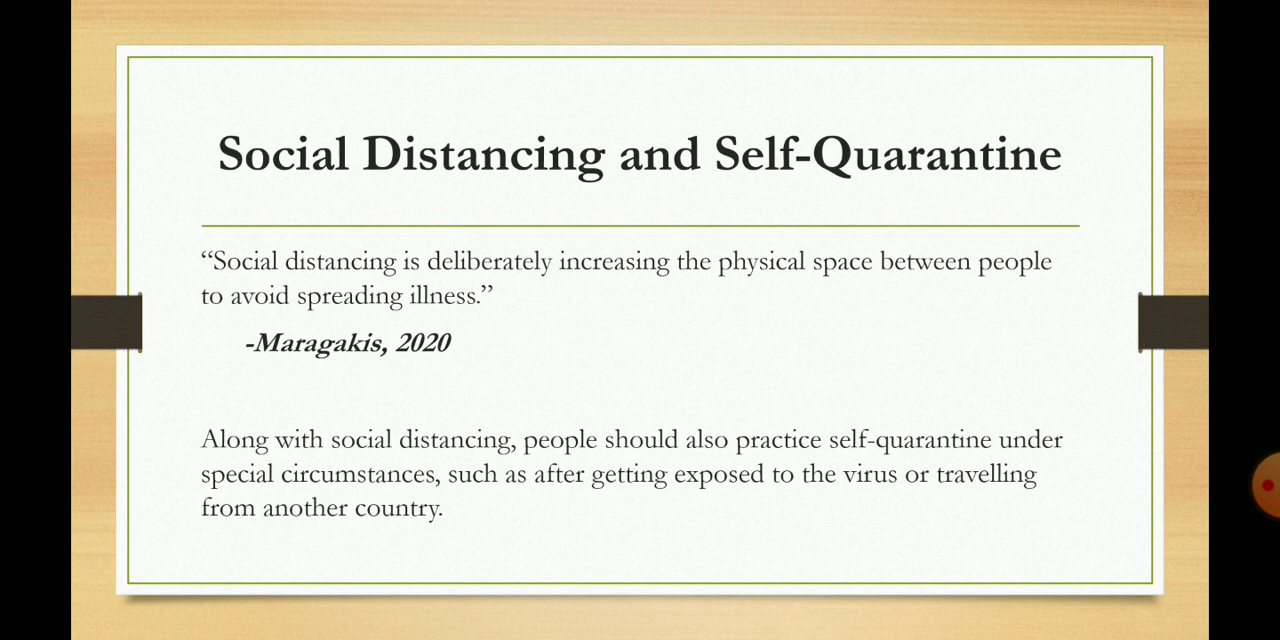 Social Distancing and Self-Quarantine
“Social distancing is deliberately increasing the physical space between people
to avoid spreading illness.”
-Maragakis, 2020
Along with social distancing, people should also practice self-quarantine under
special circumstances, such as after getting exposed to the virus or travelling
from another country.